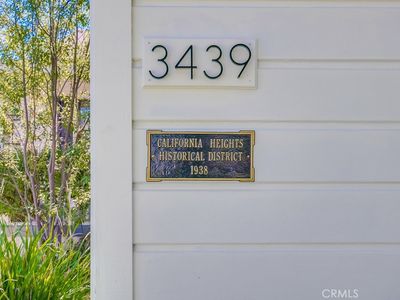 3439
CALIFORNIA HEIGHTS
HISTORICAL DISTRICT
1938
CRMLS